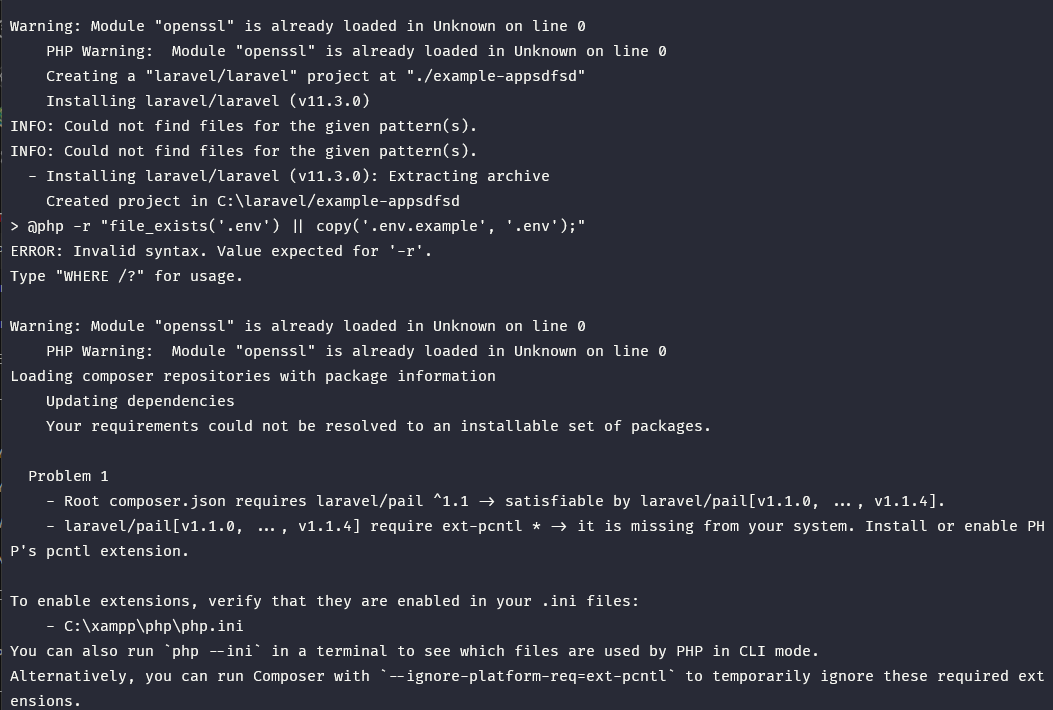 Warning: Module "openssl" is already loaded in Unknown on line 0
PHP Warning:  Module "openssl" is already loaded in Unknown on line 0
Creating a "laravel/laravel" project at "./example-appsdfsd"
Installing laravel/laravel (v11.3.0)
INFO: Could not find files for the given pattern(s).
INFO: Could not find files for the given pattern(s).
- Installing laravel/laravel (v11.3.0): Extracting archive
Created project in C:\laravel/example-appsdfsd
> @php -r "file_exists('.env') || copy('.env.example', '.env');"
ERROR: Invalid syntax. Value expected for '-r'.
Type "WHERE /?" for usage.
Warning: Module "openssl" is already loaded in Unknown on line 0
PHP Warning:  Module "openssl" is already loaded in Unknown on line 0
Loading composer repositories with package information
Updating dependencies
Your requirements could not be resolved to an installable set of packages.
Problem 1
- Root composer.json requires laravel/pail ^1.1 -> satisfiable by laravel/pail[v1.1.0, ..., v1.1.4].
- laravel/pail[v1.1.0, ..., v1.1.4] require ext-pcntl * -> it is missing from your system. Install or enable PH
P's pcntl extension.
To enable extensions, verify that they are enabled in your .ini files:
- C:\xampp\php\php.ini
You can also run `php --ini` in a terminal to see which files are used by PHP in CLI mode.
Alternatively, you can run Composer with `--ignore-platform-req=ext-pcntl` to temporarily ignore these required ext
ensions.